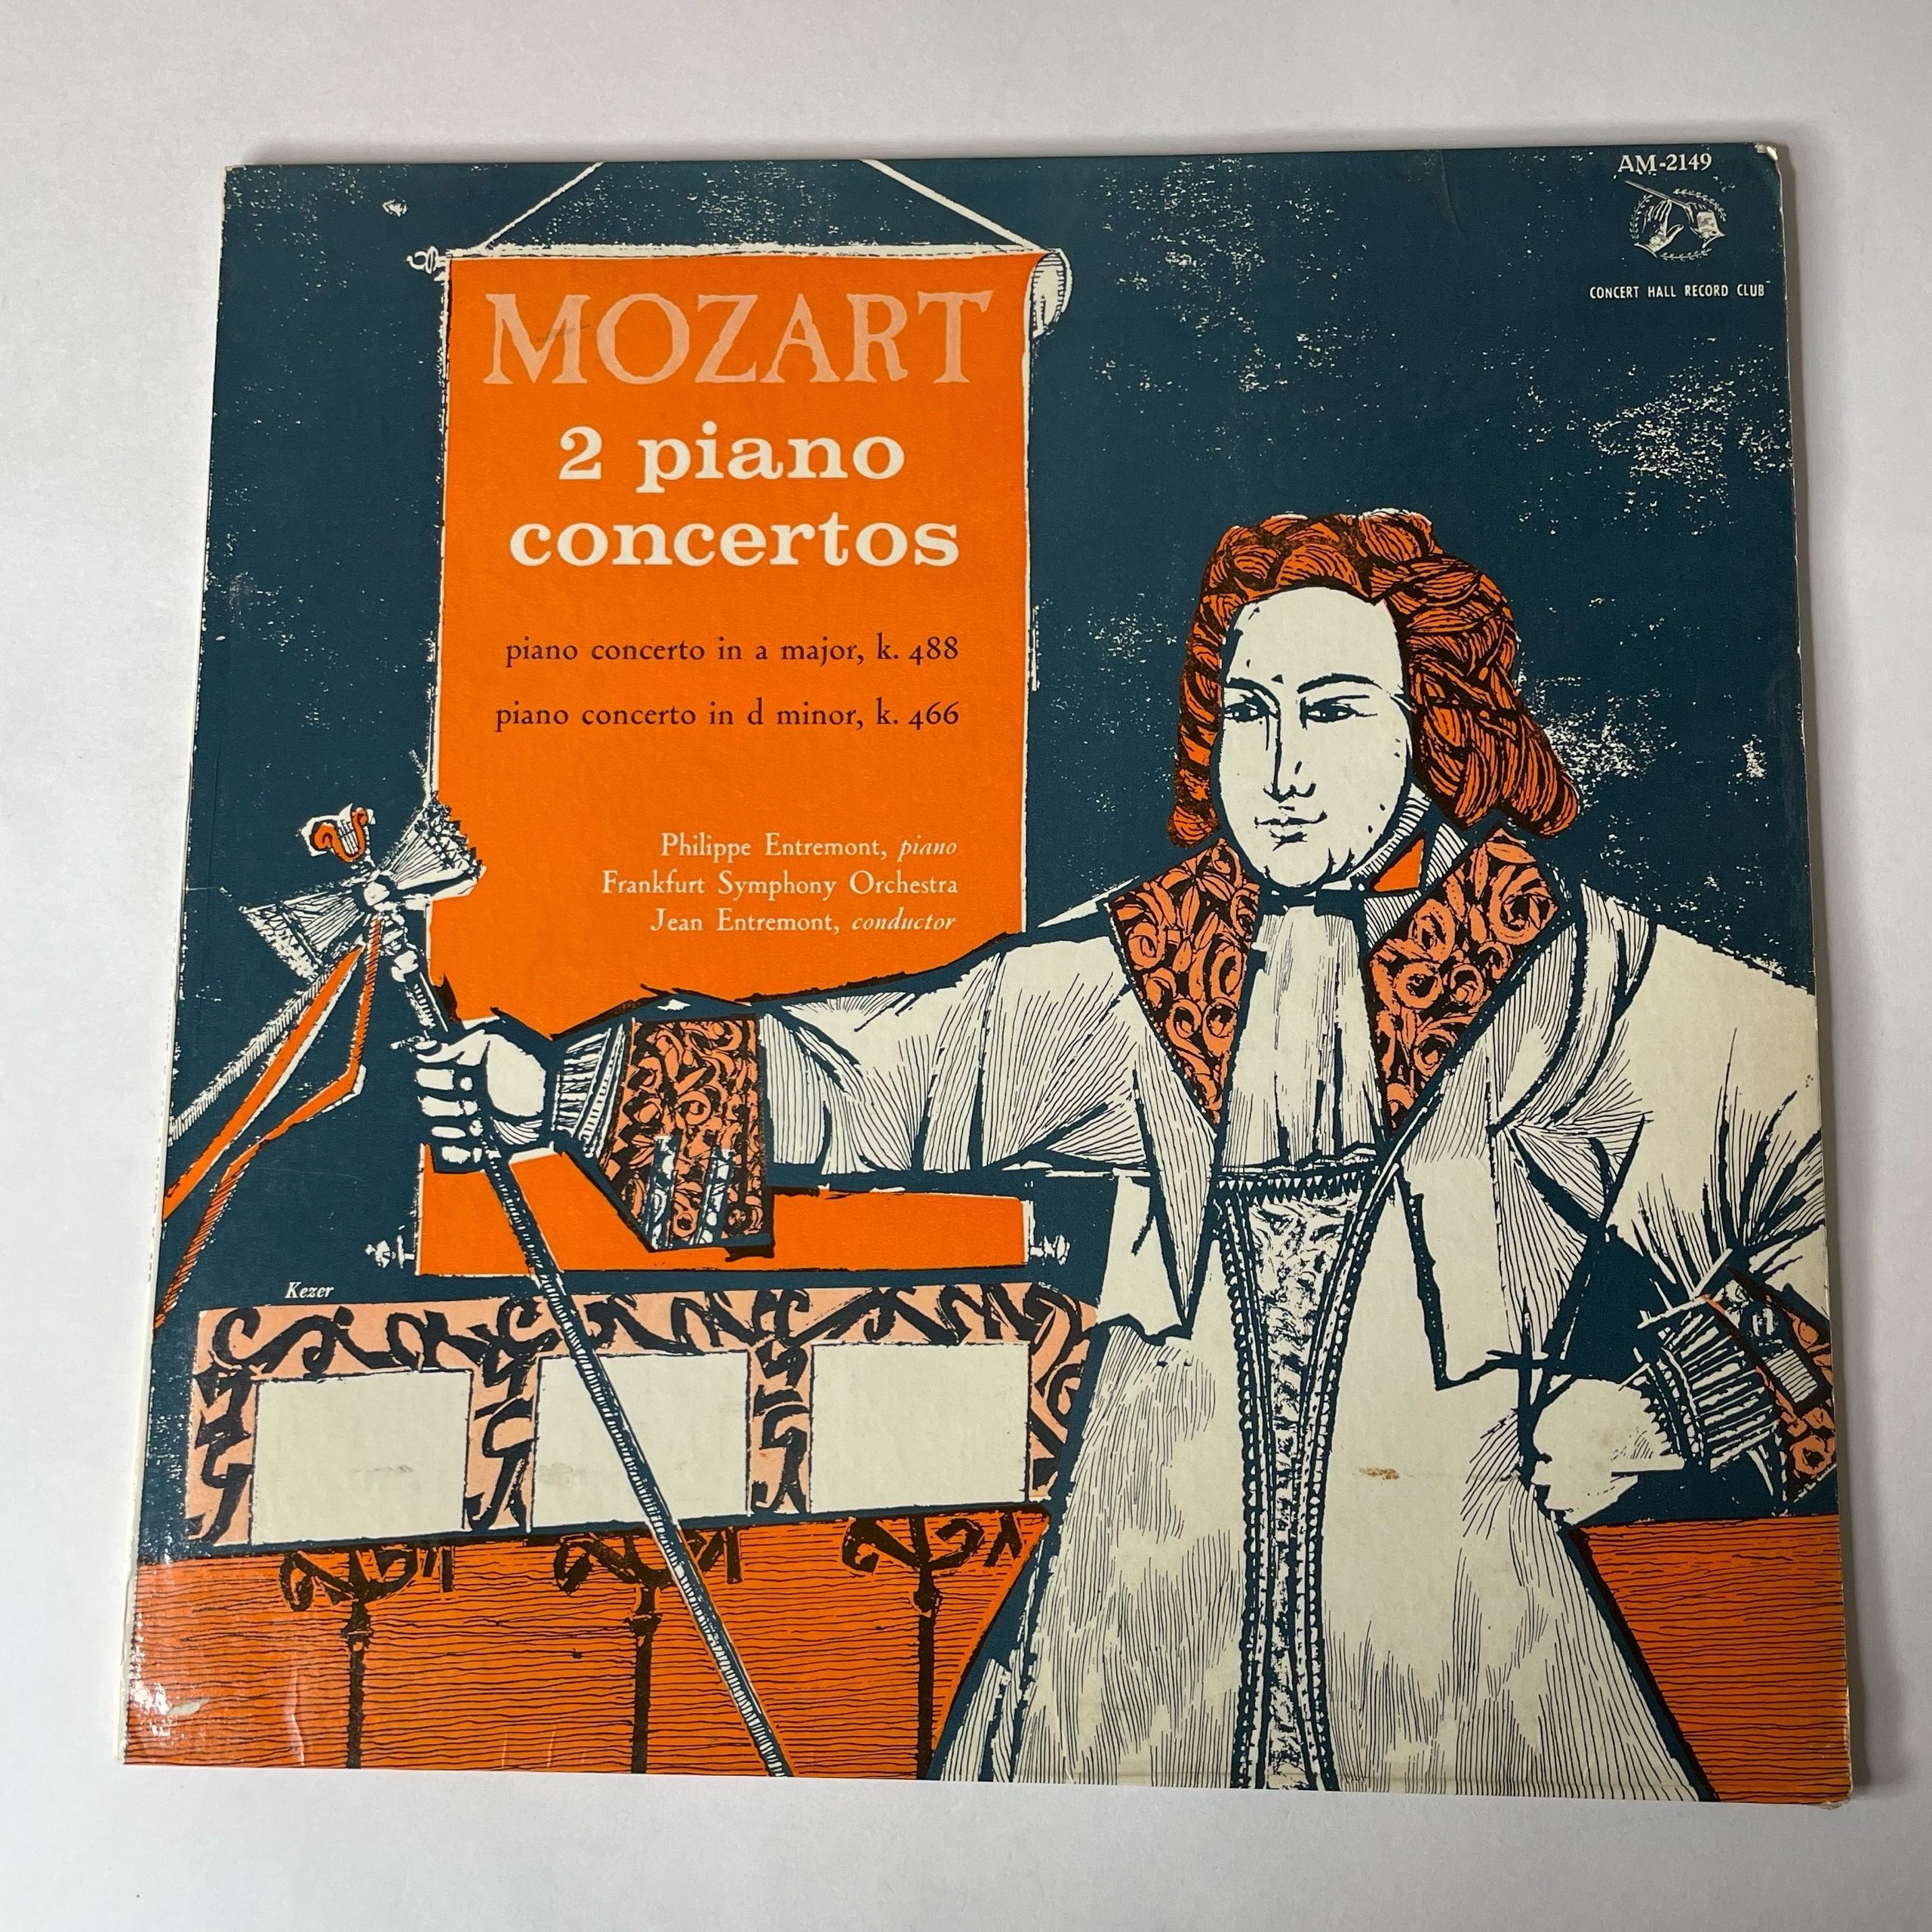 AM-2149
CONCERT HALL RECORD CLUB
MOZART
2 piano
concertos
piano concerto in a major, k. 488
piano concerto in d minor, k. 466
Philippe Entremont, piano
Frankfurt Symphony Orchestra
Jean Entremont, conductor
Kezer